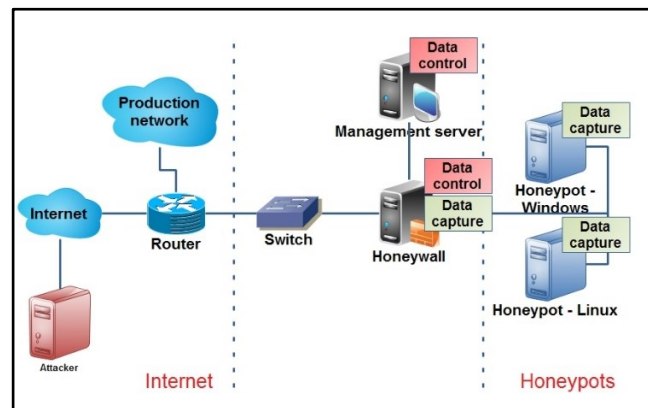 Data
control
Production
network
Management server
Data
capture
Internet
Router
Switch
Data
control
Data
capture
Honeywall
Honeypot -
Windows
Data
capture
Honeypot - Linux
Attacker
Internet
Honeypots